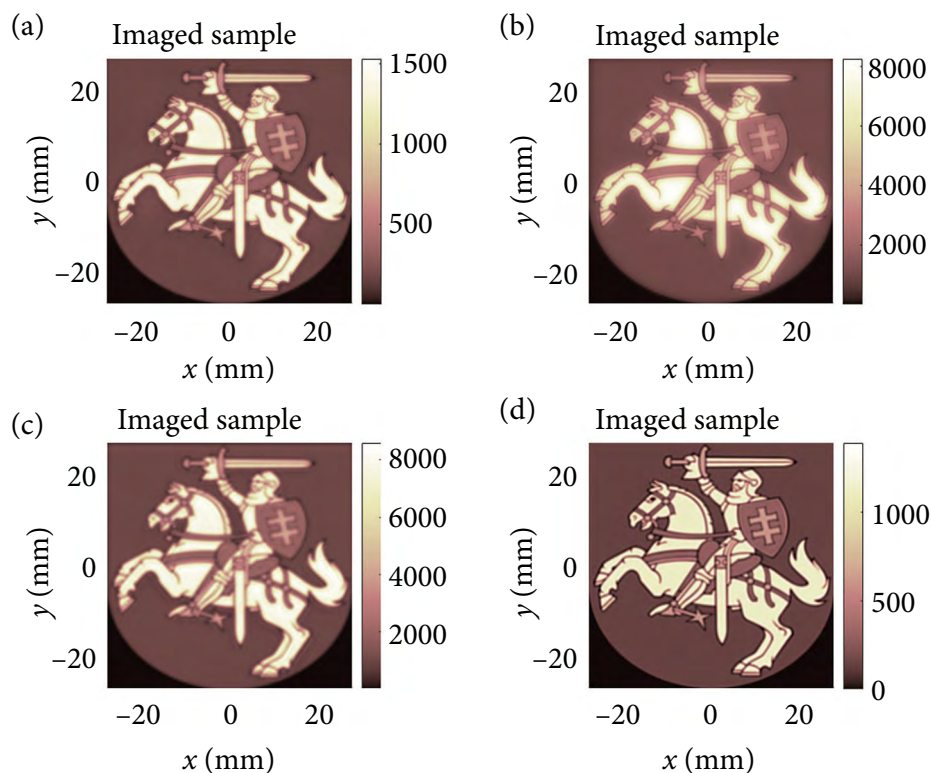 (a)
Imaged sample
1500
1000
500
20
0
–20
y (mm)
–20 0 20
x (mm)
(b)
Imaged sample
8000
6000
4000
2000
20
0
–20
y (mm)
–20 0 20
x (mm)
(c)
Imaged sample
8000
6000
4000
2000
20
0
–20
y (mm)
–20 0 20
x (mm)
(d)
Imaged sample
1000
500
0
20
0
–20
y (mm)
–20 0 20
x (mm)